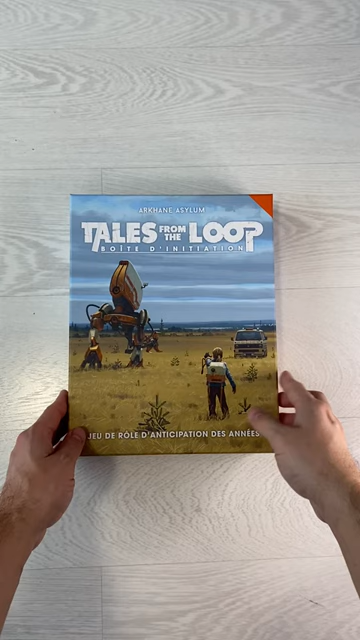 ARKHANE ASYLUM
TALES FROM THE LOOP
BOÎTE D'INITIATION
JEU DE RÔLE D'ANTICIPATION DES ANNÉES